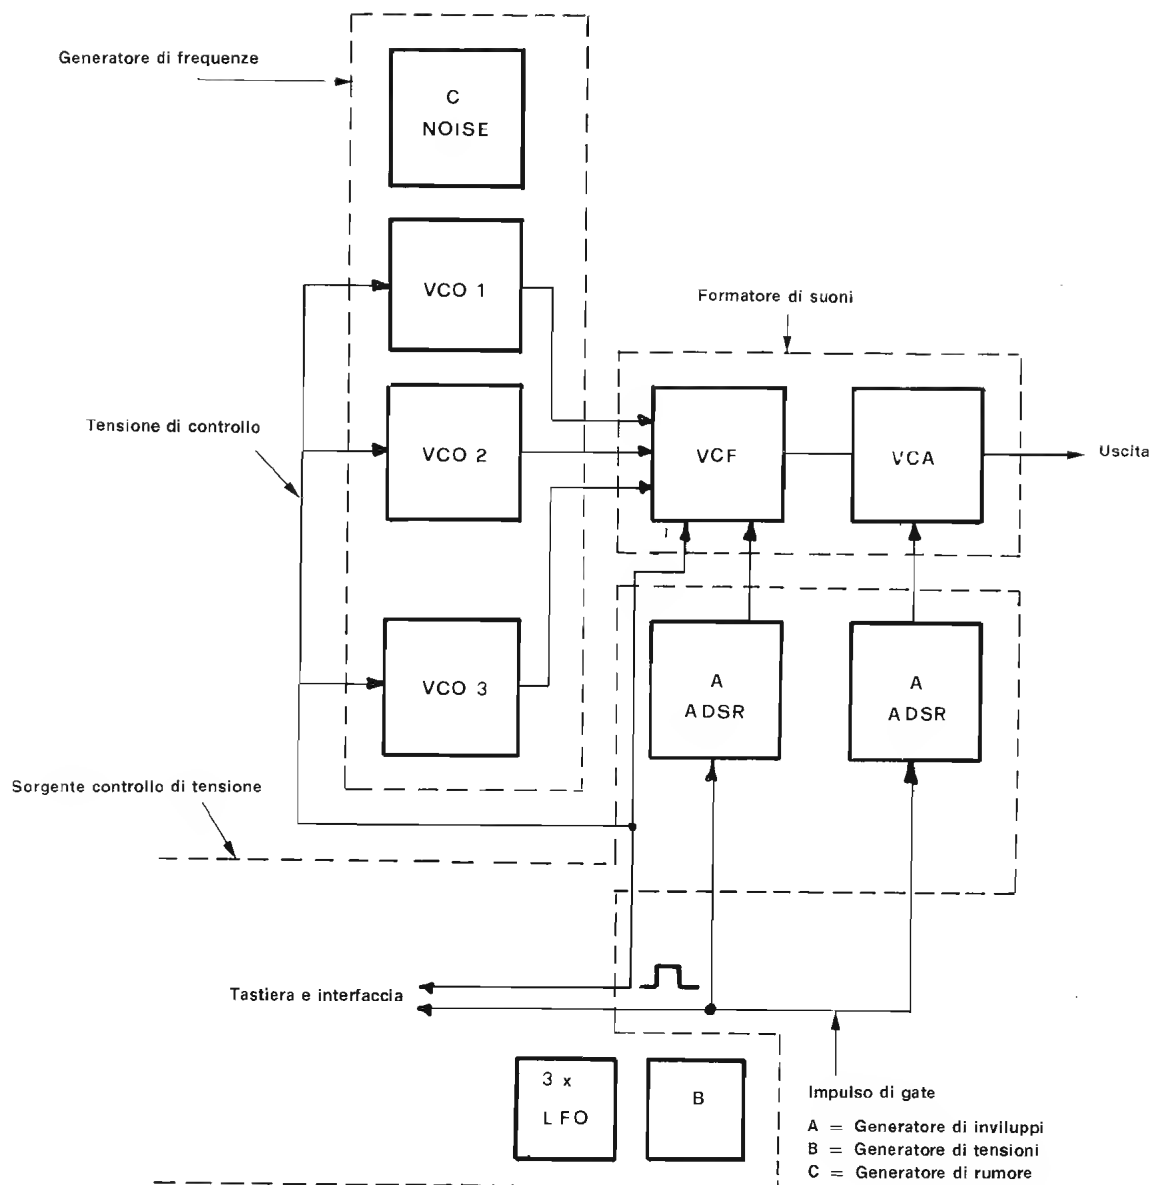 Generatore di frequenze
C
NOISE
VCO 1
Formatore di suoni
Tensione di controllo
VCO 2
VCF
VCA
Uscita
VCO 3
A
ADSR
A
ADSR
Sorgente controllo di tensione
Tastiera e interfaccia
3 x
LFO
B
Impulso di gate
A = Generatore di inviluppi
B = Generatore di tensioni
C = Generatore di rumore